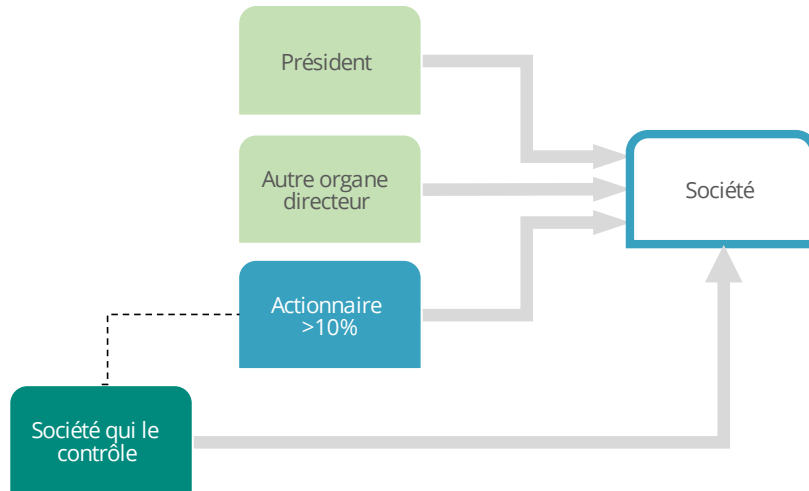 Président
Autre organe
directeur
Société
Actionnaire
>10%
Société qui le
contrôle